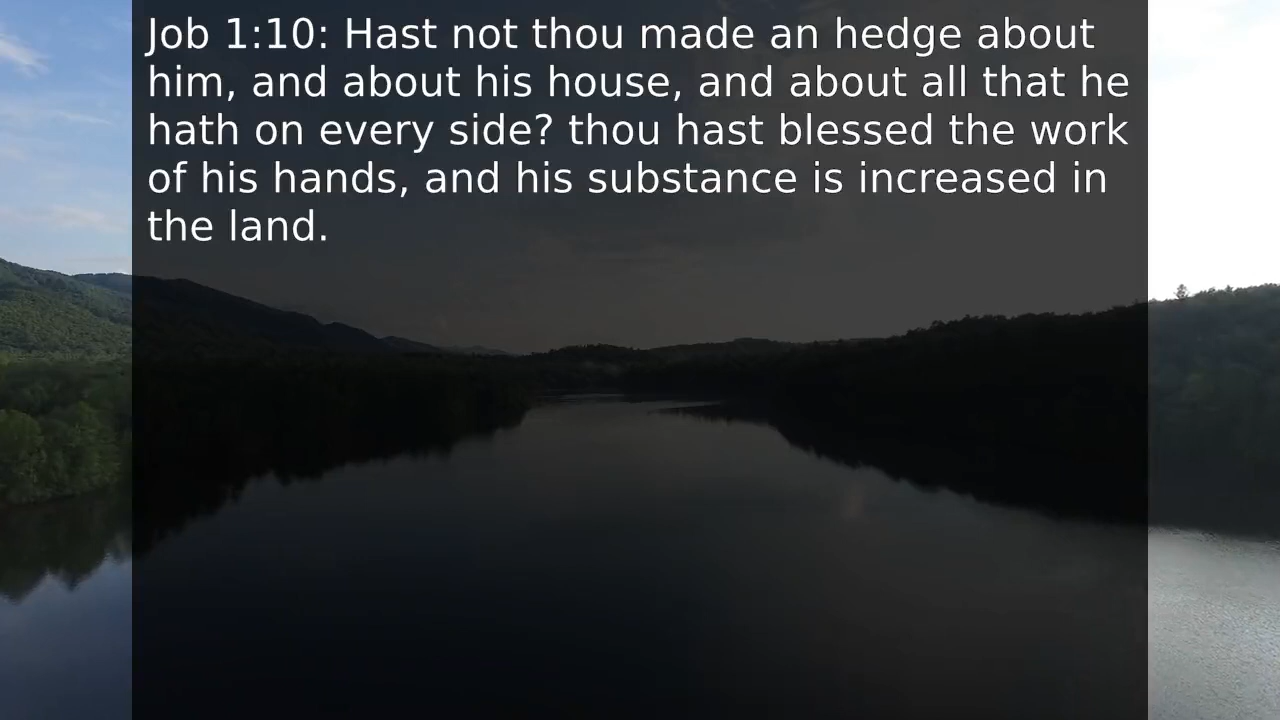 Job 1:10: Hast not thou made an hedge about
him, and about his house, and about all that he
hath on every side? thou hast blessed the work
of his hands, and his substance is increased in
the land.